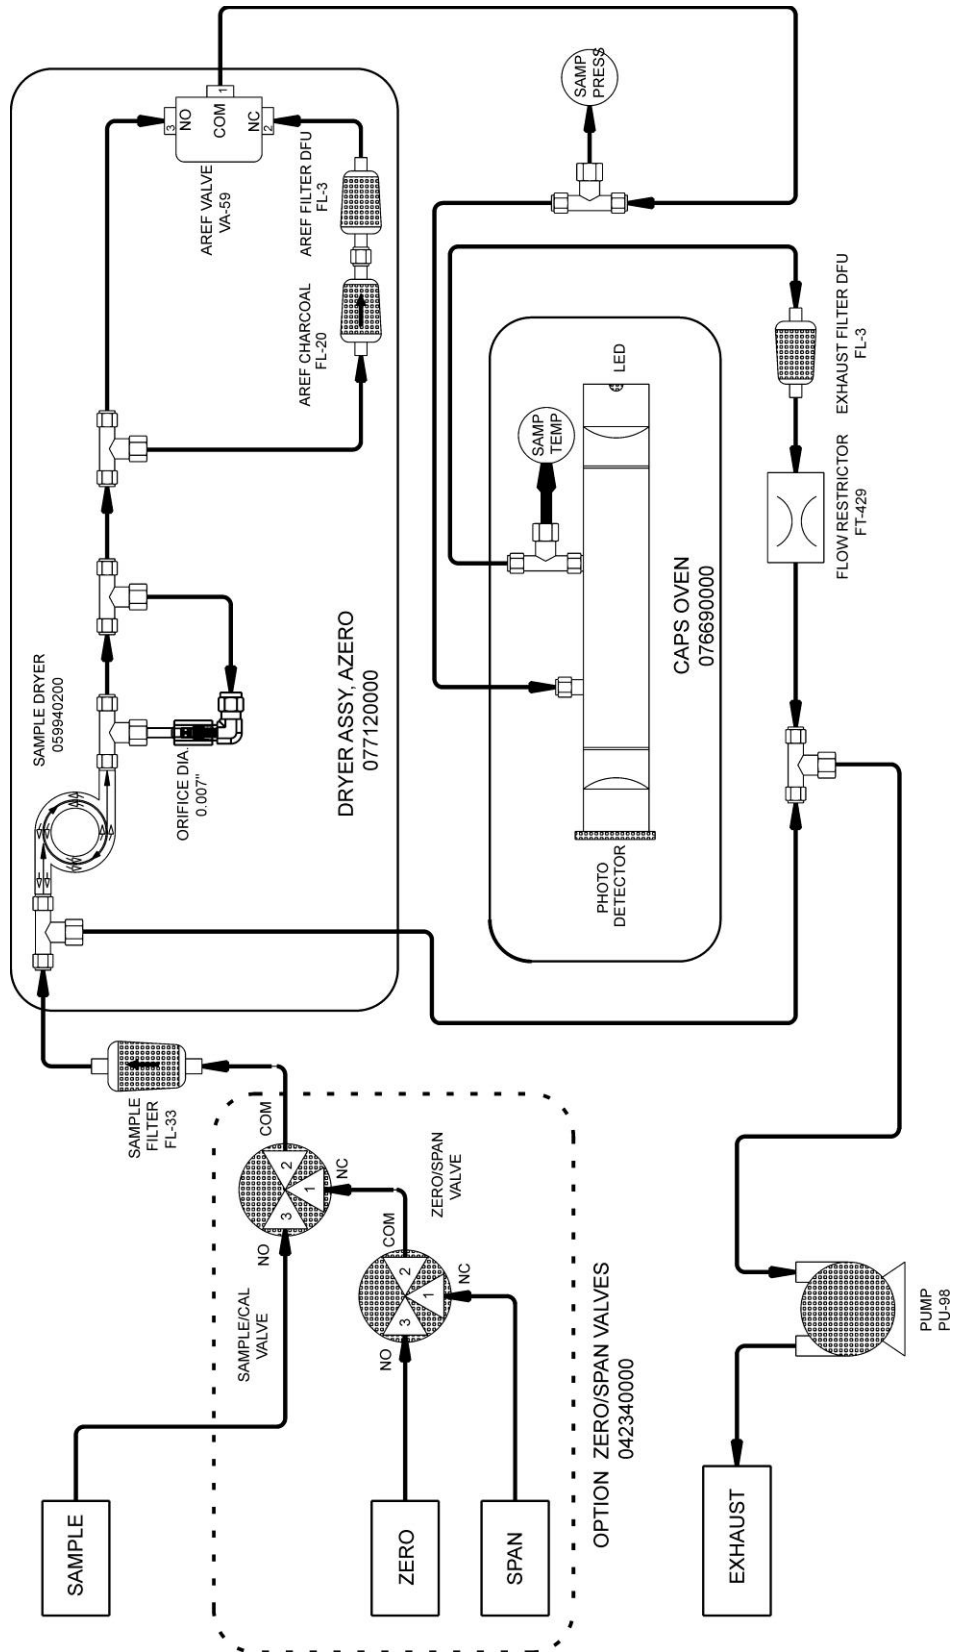 SAMPLE DRYER
059940200
ORIFICE DIA.
0.007"
AREF VALVE
VA-59
3
NO
COM
1
NC
2
AREF CHARCOAL
FL-20
AREF FILTER DFU
FL-3
DRYER ASSY, AZERO
077120000
SAMP
PRESS
SAMPLE
FILTER
FL-33
SAMPLE
SAMPLE/CAL
VALVE
NO
3
2
1
COM
NC
ZERO
NO
3
2
1
COM
NC
ZERO/SPAN
VALVE
SPAN
OPTION ZERO/SPAN VALVES
042340000
PHOTO
DETECTOR
SAMP
TEMP
LED
CAPS OVEN
076690000
EXHAUST FILTER DFU
FL-3
FLOW RESTRICTOR
FT-429
EXHAUST
PUMP
PU-98